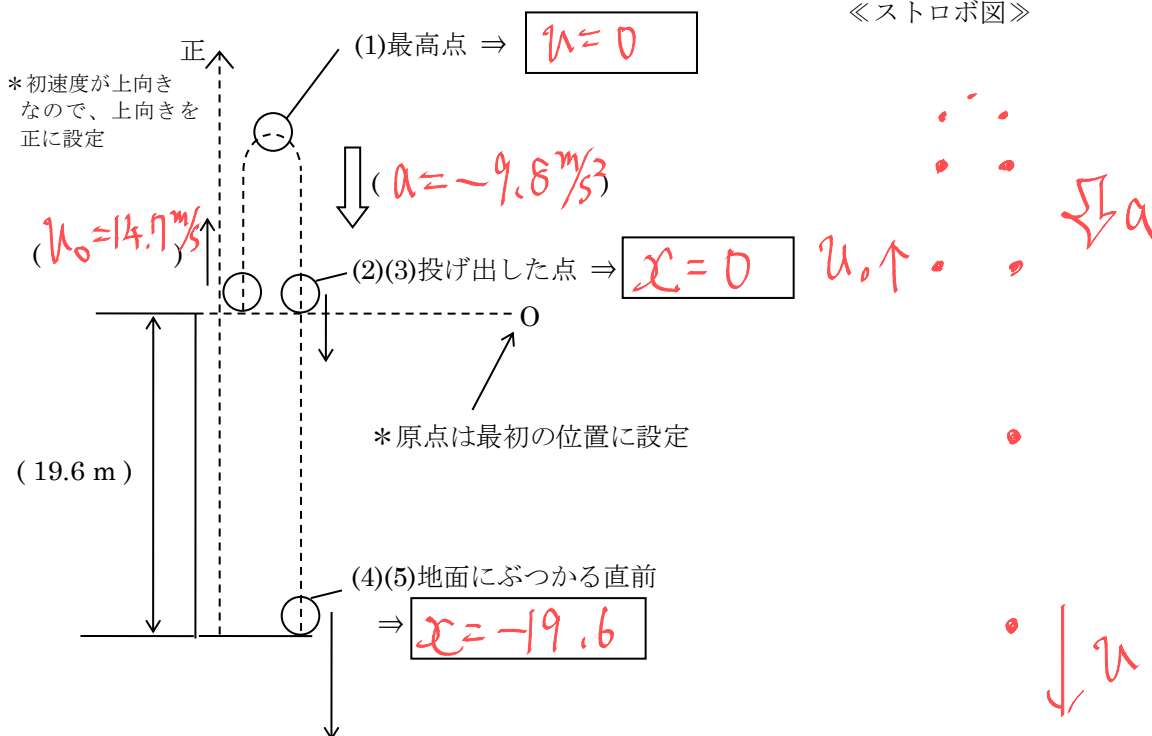 ≪ストロボ図≫
正
(1)最高点 ⇒ v = 0
＊初速度が上向き
なので、上向きを
正に設定
( a = −9.8 m/s² )
( v₀ = 14.7 m/s )
(2)(3)投げ出した点 ⇒ x = 0
v₀ ↑
a
O
＊原点は最初の位置に設定
( 19.6 m )
(4)(5)地面にぶつかる直前
⇒ x = −19.6
v